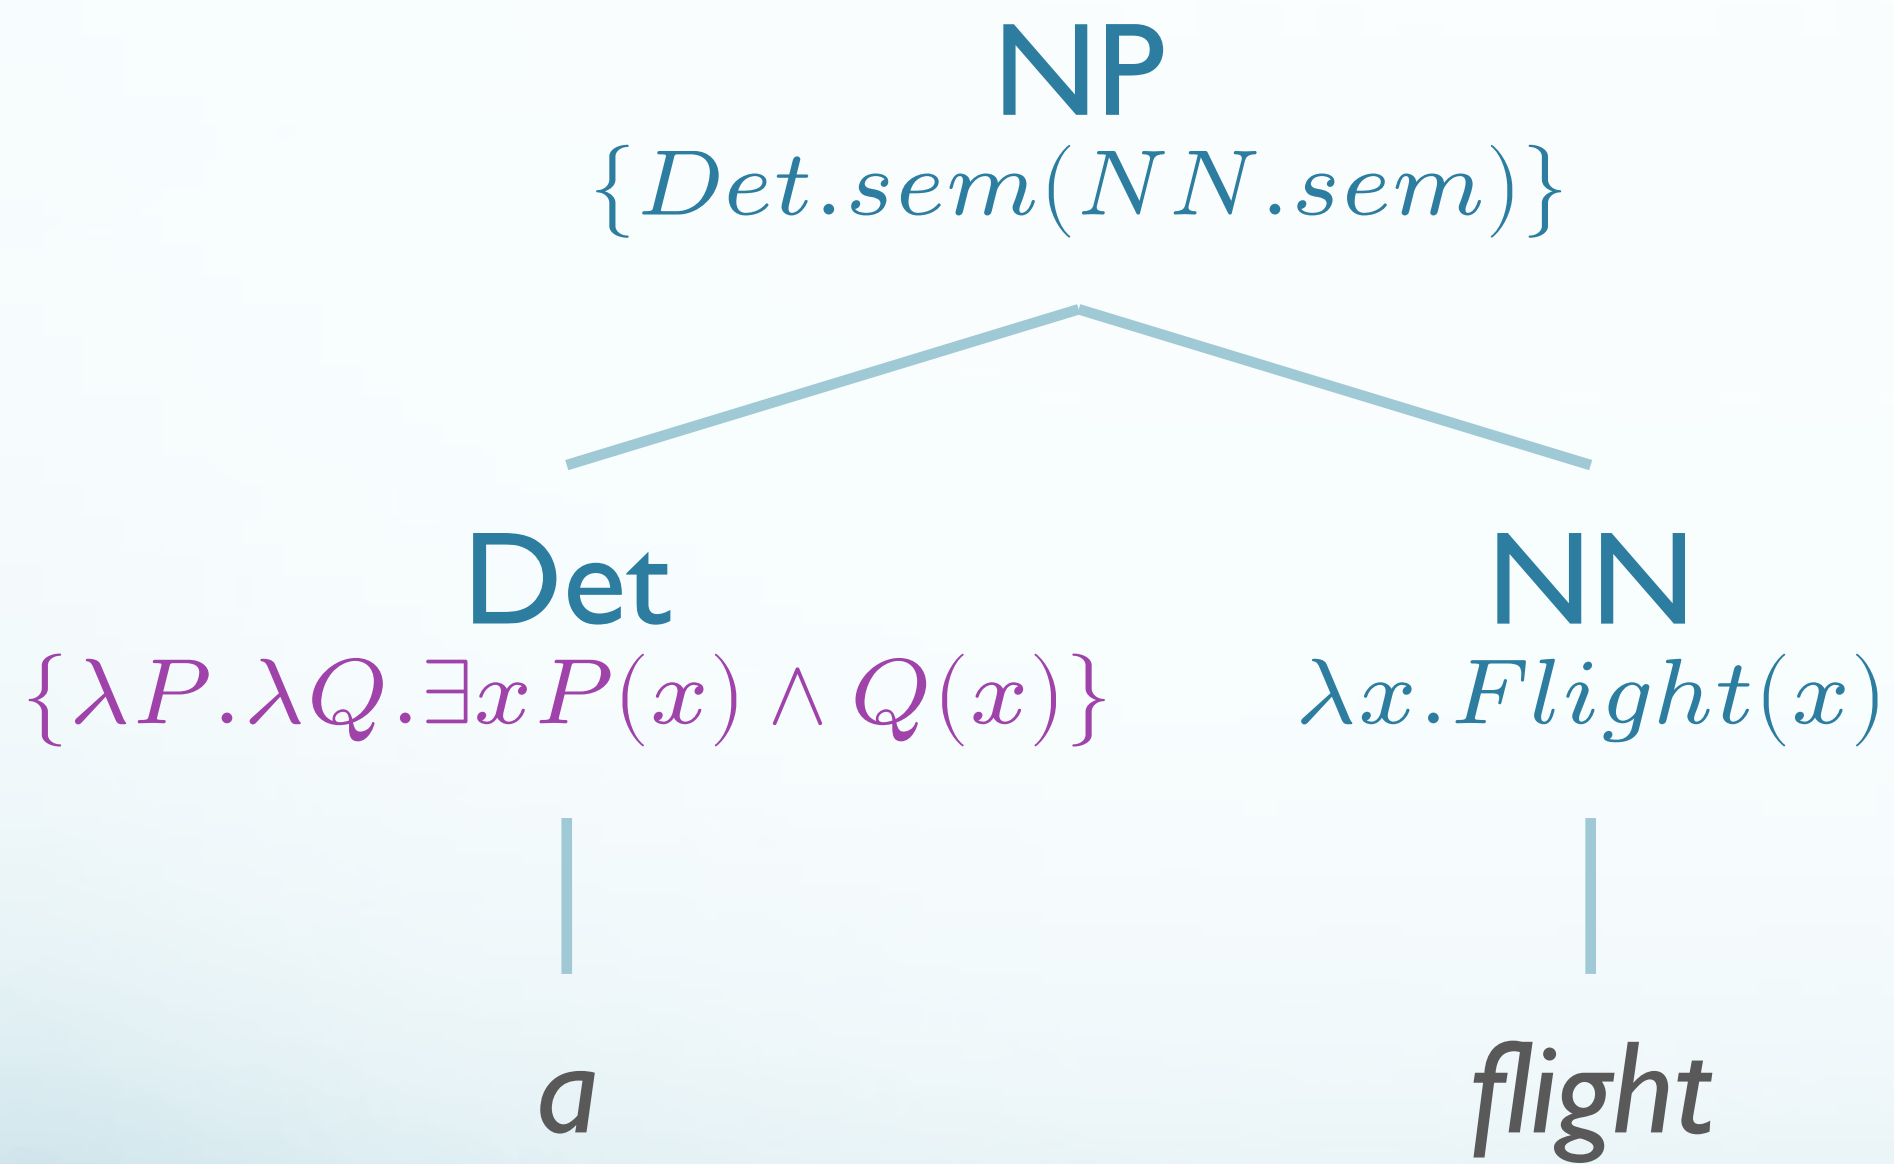 NP
{Det.sem(NN.sem)}
Det
NN
{λP.λQ.∃xP(x) ∧ Q(x)}
λx.Flight(x)
a
flight